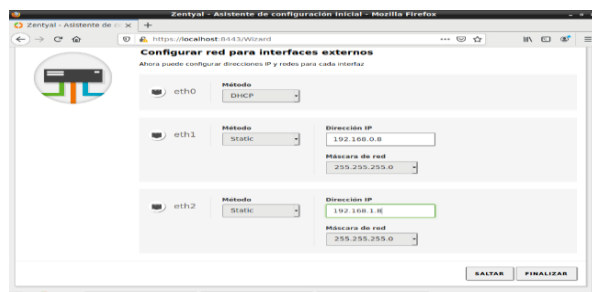 Zentyal - Asistente de configuración inicial - Mozilla Firefox
Zentyal - Asistente de
https://localhost:8443/Wizard
Configurar red para interfaces externos
Ahora puede configurar direcciones IP y redes para cada interfaz
eth0
Método
DHCP
eth1
Método
Static
Dirección IP
192.168.0.8
Máscara de red
255.255.255.0
eth2
Método
Static
Dirección IP
192.168.1.8
Máscara de red
255.255.255.0
SALTAR
FINALIZAR